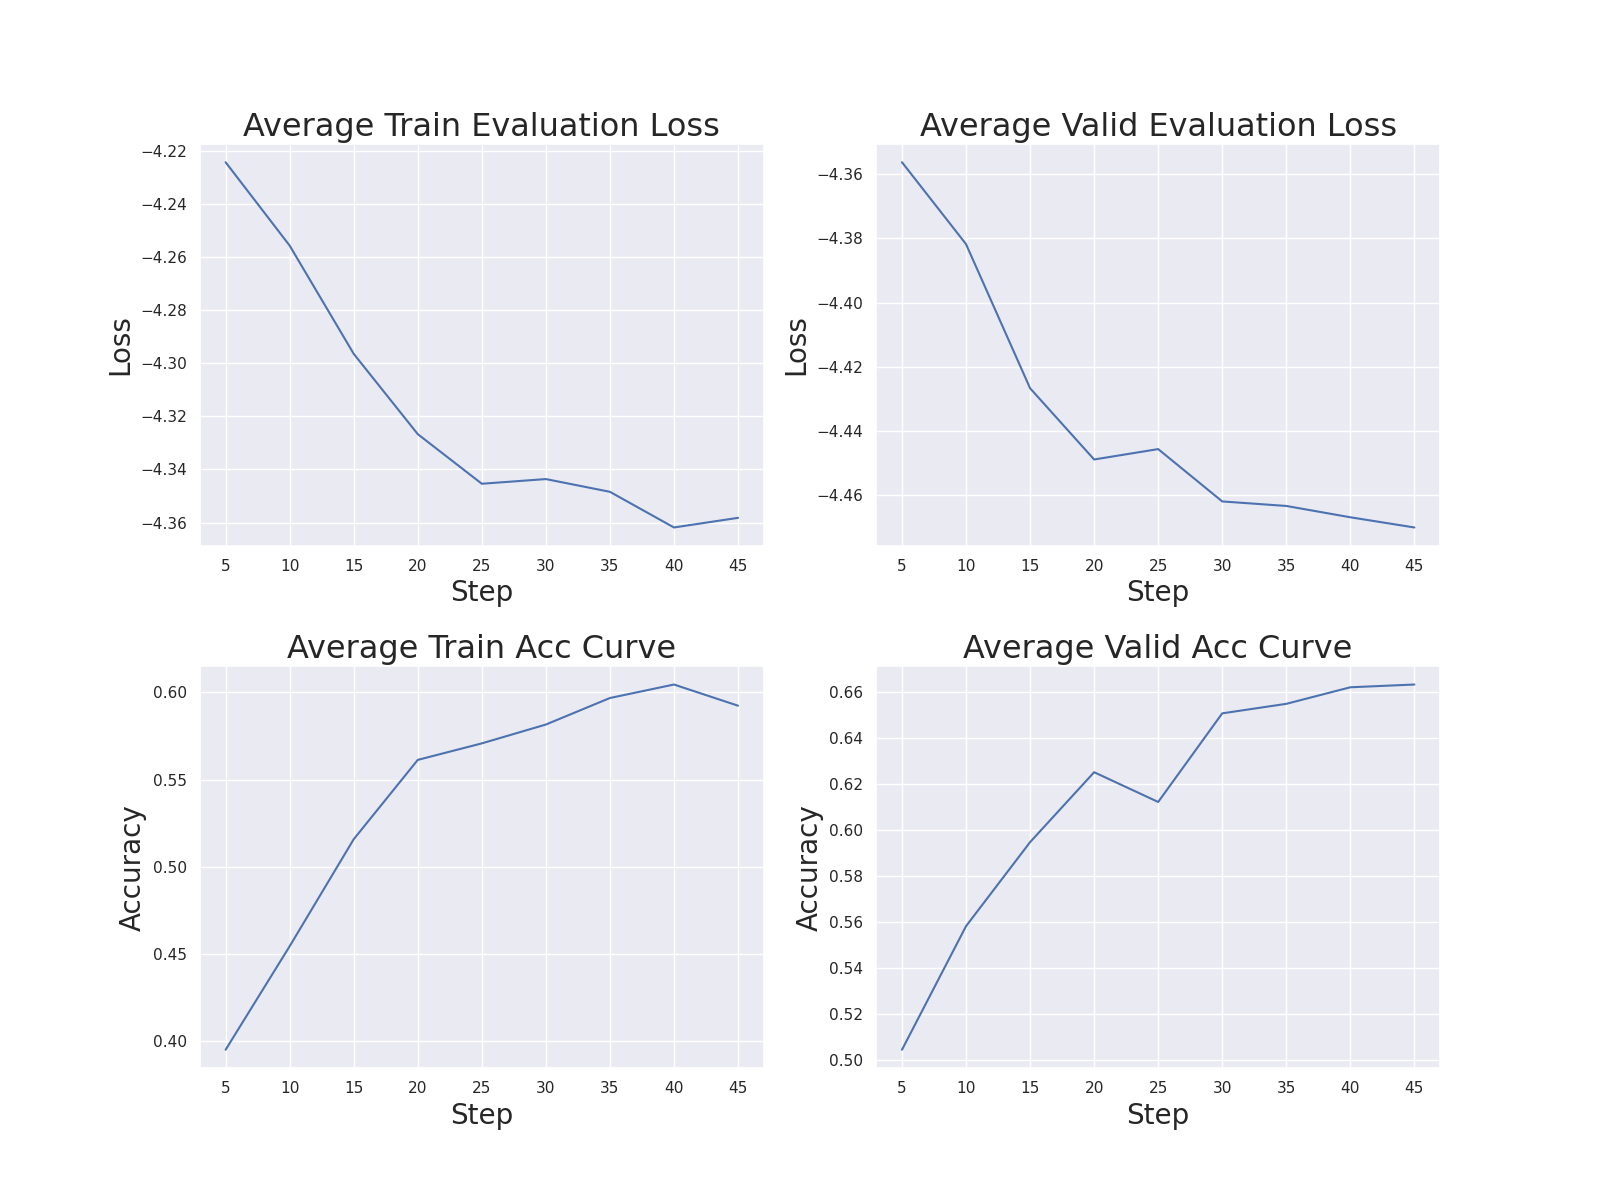 Average Train Evaluation Loss
−4.22
−4.24
−4.26
−4.28
−4.30
−4.32
−4.34
−4.36
Loss
5 10 15 20 25 30 35 40 45
Step
Average Valid Evaluation Loss
−4.36
−4.38
−4.40
−4.42
−4.44
−4.46
Loss
5 10 15 20 25 30 35 40 45
Step
Average Train Acc Curve
0.60
0.55
0.50
0.45
0.40
Accuracy
5 10 15 20 25 30 35 40 45
Step
Average Valid Acc Curve
0.66
0.64
0.62
0.60
0.58
0.56
0.54
0.52
0.50
Accuracy
5 10 15 20 25 30 35 40 45
Step